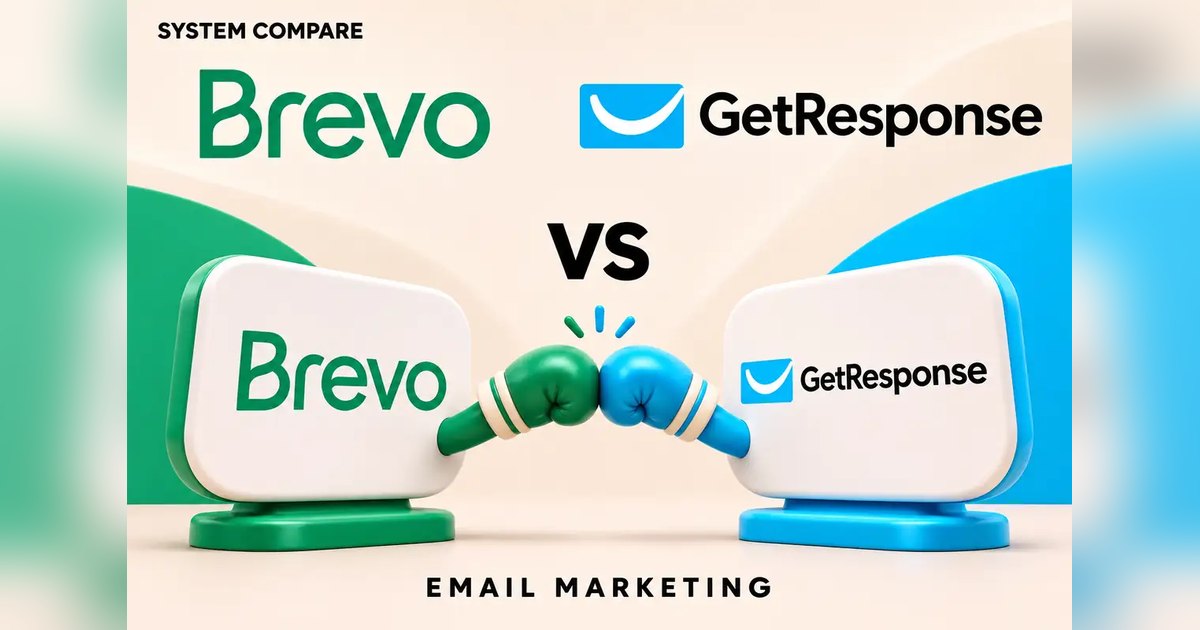 SYSTEM COMPARE
Brevo
GetResponse
VS
Brevo
GetResponse
EMAIL MARKETING